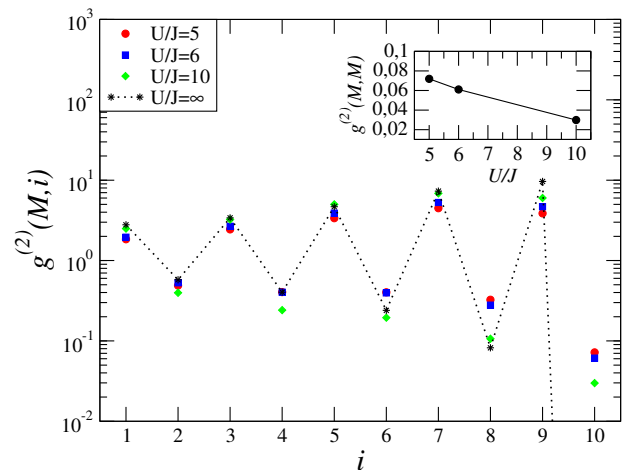 10³
10²
10¹
10⁰
10⁻¹
10⁻²
g⁽²⁾(M,i)
U/J=5
U/J=6
U/J=10
U/J=∞
0,1
0,08
0,06
0,04
0,02
g⁽²⁾(M,M)
5 6 7 8 9 10
U/J
1 2 3 4 5 6 7 8 9 10
i